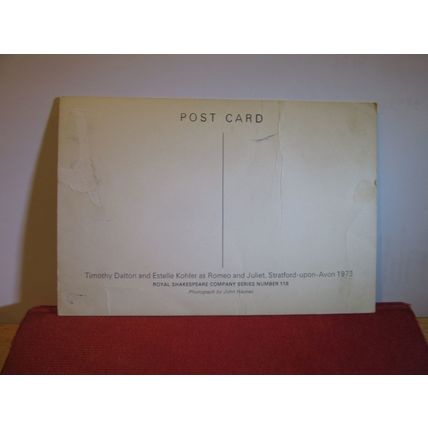 POST CARD
Timothy Dalton and Estelle Kohler as Romeo and Juliet, Stratford-upon-Avon 1973
ROYAL SHAKESPEARE COMPANY SERIES NUMBER 118
Photograph by John Haynes